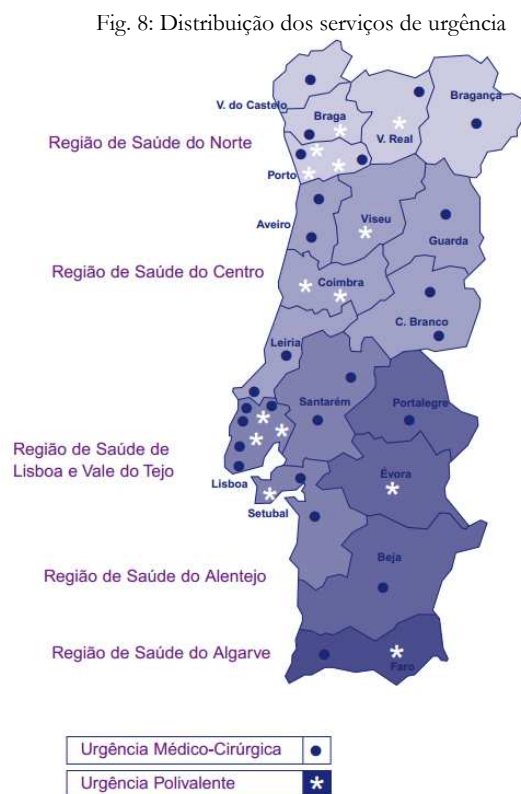 Fig. 8: Distribuição dos serviços de urgência
V. do Castelo
Bragança
Braga
Região de Saúde do Norte
V. Real
Porto
Viseu
Aveiro
Guarda
Região de Saúde do Centro
Coimbra
C. Branco
Leiria
Santarém
Portalegre
Região de Saúde de
Lisboa e Vale do Tejo
Évora
Lisboa
Setubal
Beja
Região de Saúde do Alentejo
Região de Saúde do Algarve
Faro
Urgência Médico-Cirúrgica
Urgência Polivalente